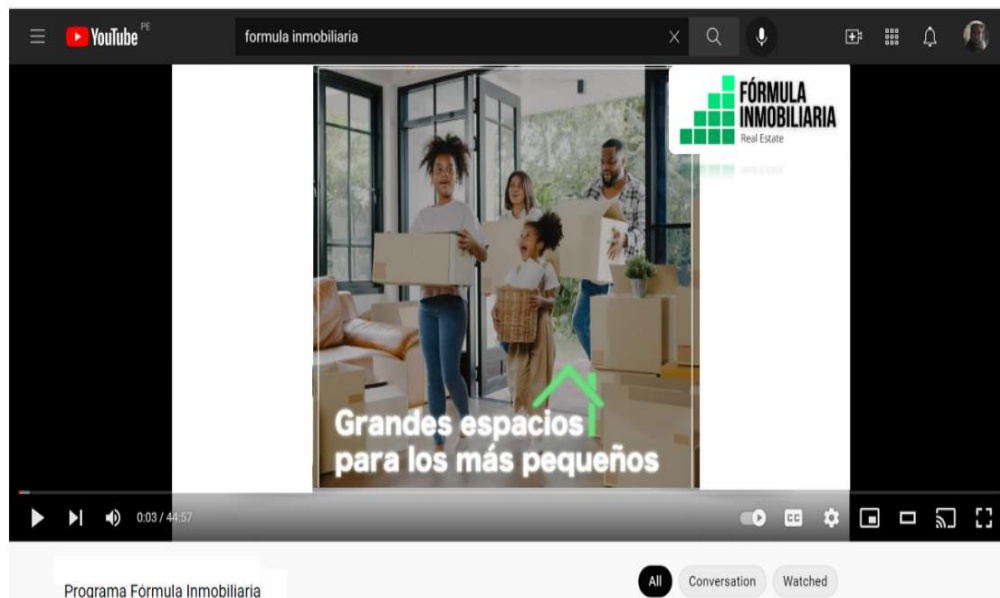 YouTube PE
formula inmobiliaria
FÓRMULA
INMOBILIARIA
Real Estate
Grandes espacios
para los más pequeños
0:03 / 44:57
CC
Programa Fórmula Inmobiliaria
All
Conversation
Watched